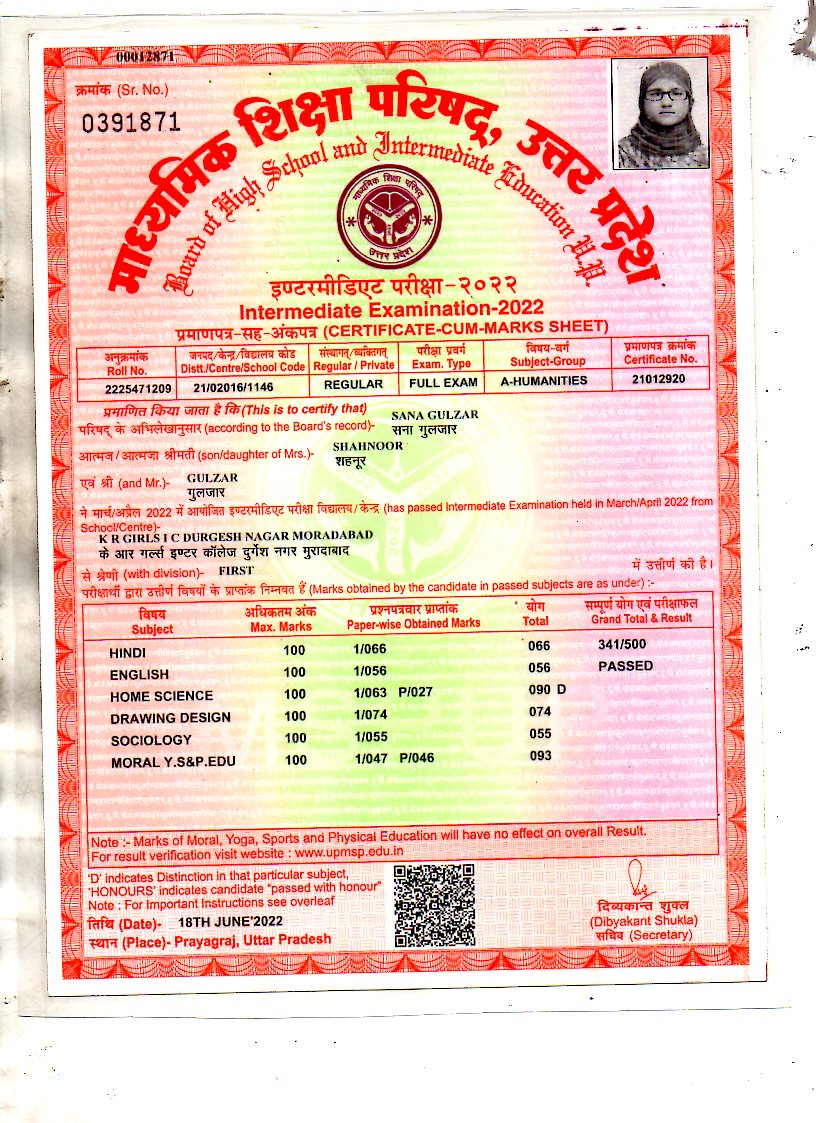 00012871
क्रमांक (Sr. No.)
0391871
माध्यमिक शिक्षा परिषद्, उत्तर प्रदेश
Board of High School and Intermediate Education U.P.
माध्यमिक शिक्षा परिषद्
उत्तर प्रदेश
इण्टरमीडिएट परीक्षा-२०२२
Intermediate Examination-2022
प्रमाणपत्र-सह-अंकपत्र (CERTIFICATE-CUM-MARKS SHEET)
अनुक्रमांक जनपद/केन्द्र/विद्यालय कोड संस्थागत/व्यक्तिगत परीक्षा प्रवर्ग विषय-वर्ग प्रमाणपत्र क्रमांक
Roll No. Distt./Centre/School Code Regular / Private Exam. Type Subject-Group Certificate No.
2225471209 21/02016/1146 REGULAR FULL EXAM A-HUMANITIES 21012920
प्रमाणित किया जाता है कि (This is to certify that) SANA GULZAR
परिषद् के अभिलेखानुसार (according to the Board's record)- सना गुलजार
SHAHNOOR
आत्मज/आत्मजा श्रीमती (son/daughter of Mrs.)- शहनूर
एवं श्री (and Mr.)- GULZAR
गुलजार
ने मार्च/अप्रैल 2022 में आयोजित इण्टरमीडिएट परीक्षा विद्यालय/केन्द्र (has passed Intermediate Examination held in March/April 2022 from
School/Centre)-
K R GIRLS I C DURGESH NAGAR MORADABAD
के आर गर्ल्स इण्टर कॉलेज दुर्गेश नगर मुरादाबाद
से श्रेणी (with division)- FIRST में उत्तीर्ण की है।
परीक्षार्थी द्वारा उत्तीर्ण विषयों के प्राप्तांक निम्नवत हैं (Marks obtained by the candidate in passed subjects are as under) :-
विषय अधिकतम अंक प्रश्नपत्रवार प्राप्तांक योग सम्पूर्ण योग एवं परीक्षाफल
Subject Max. Marks Paper-wise Obtained Marks Total Grand Total & Result
HINDI 100 1/066 066 341/500
ENGLISH 100 1/056 056 PASSED
HOME SCIENCE 100 1/063 P/027 090 D
DRAWING DESIGN 100 1/074 074
SOCIOLOGY 100 1/055 055
MORAL Y.S&P.EDU 100 1/047 P/046 093
Note :- Marks of Moral, Yoga, Sports and Physical Education will have no effect on overall Result.
For result verification visit website : www.upmsp.edu.in
'D' indicates Distinction in that particular subject,
'HONOURS' indicates candidate "passed with honour"
Note : For Important Instructions see overleaf
तिथि (Date)- 18TH JUNE'2022
स्थान (Place)- Prayagraj, Uttar Pradesh
दिव्यकान्त शुक्ल
(Dibyakant Shukla)
सचिव (Secretary)